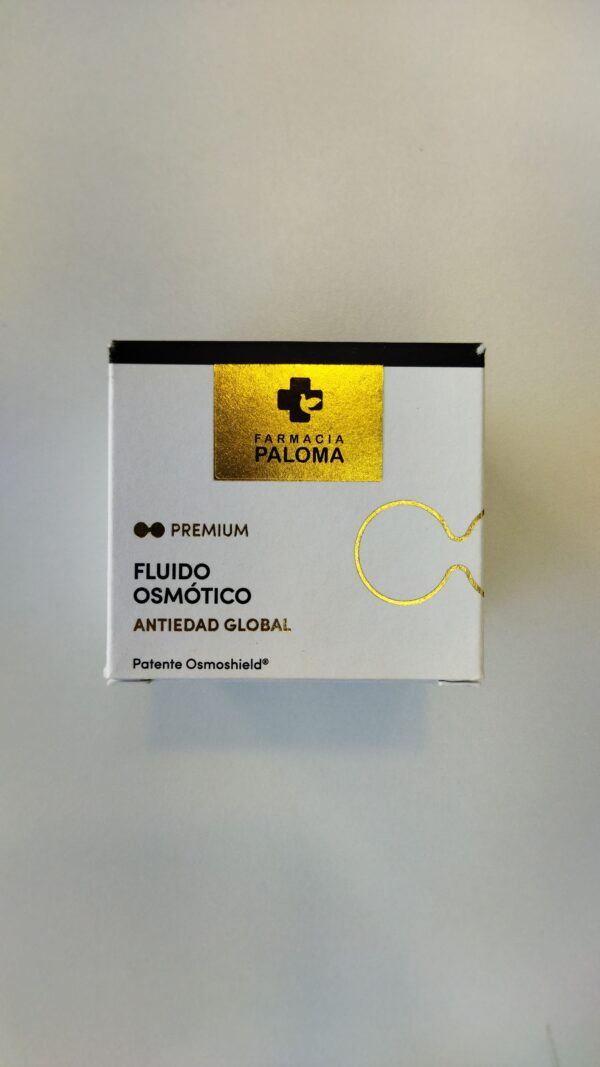 FARMACIA
PALOMA
PREMIUM
FLUIDO
OSMÓTICO
ANTIEDAD GLOBAL
Patente Osmoshield®